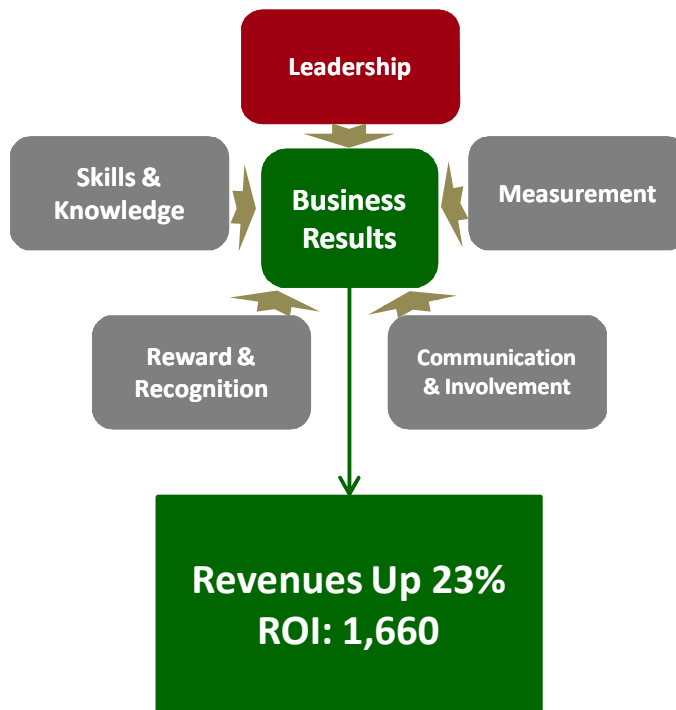 Leadership
Skills &
Knowledge
Business
Results
Measurement
Reward &
Recognition
Communication
& Involvement
Revenues Up 23%
ROI: 1,660